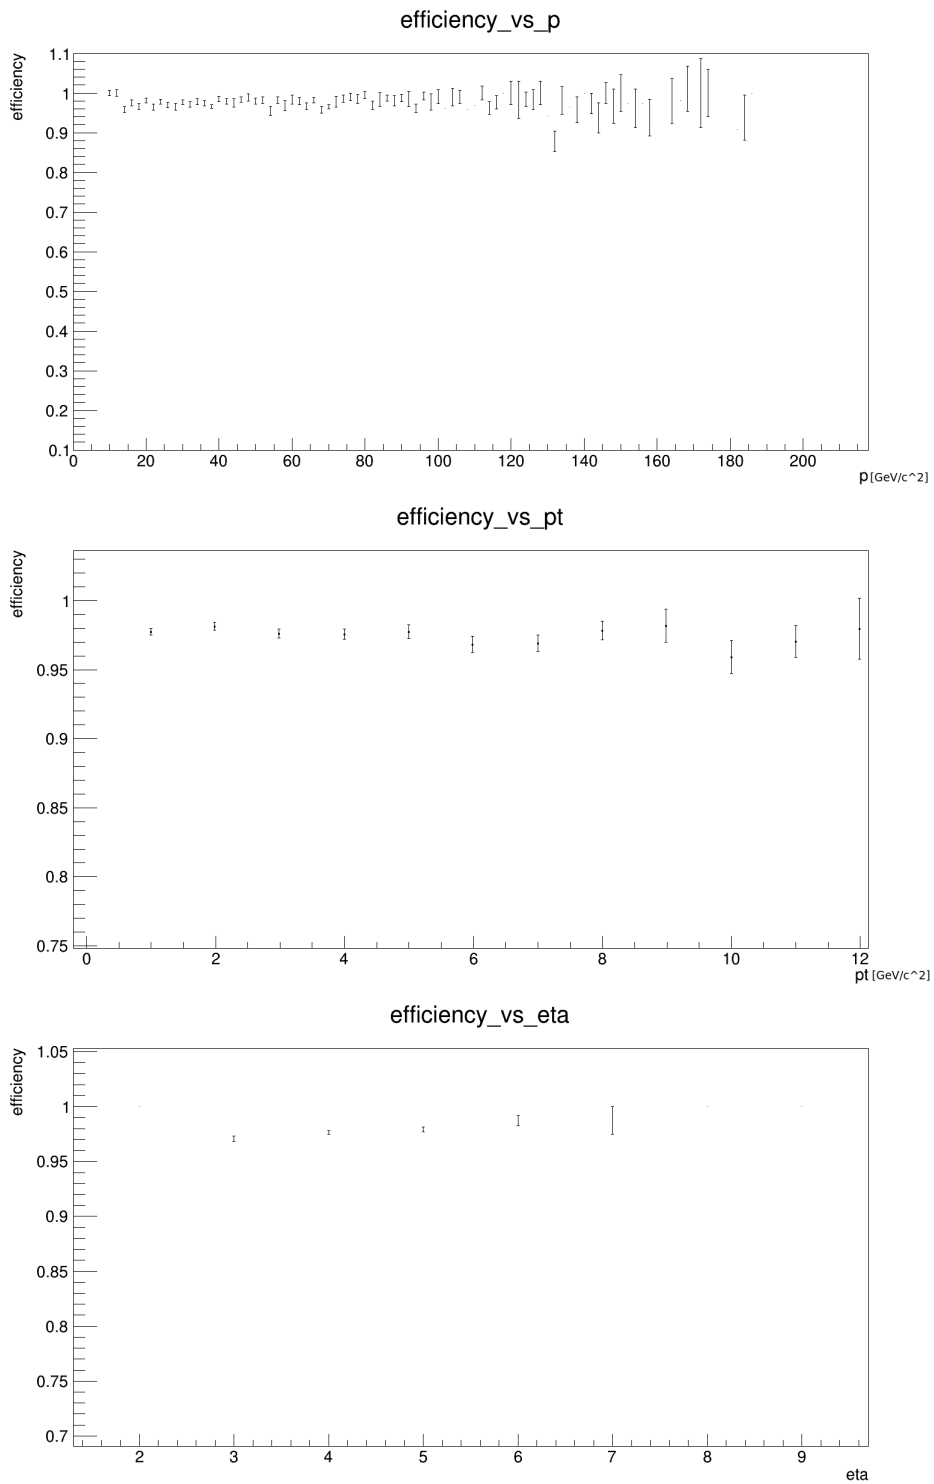 efficiency_vs_p
efficiency
1.1
1
0.9
0.8
0.7
0.6
0.5
0.4
0.3
0.2
0.1
0 20 40 60 80 100 120 140 160 180 200
p [GeV/c^2]
efficiency_vs_pt
efficiency
1
0.95
0.9
0.85
0.8
0.75
0 2 4 6 8 10 12
pt [GeV/c^2]
efficiency_vs_eta
efficiency
1.05
1
0.95
0.9
0.85
0.8
0.75
0.7
2 3 4 5 6 7 8 9
eta